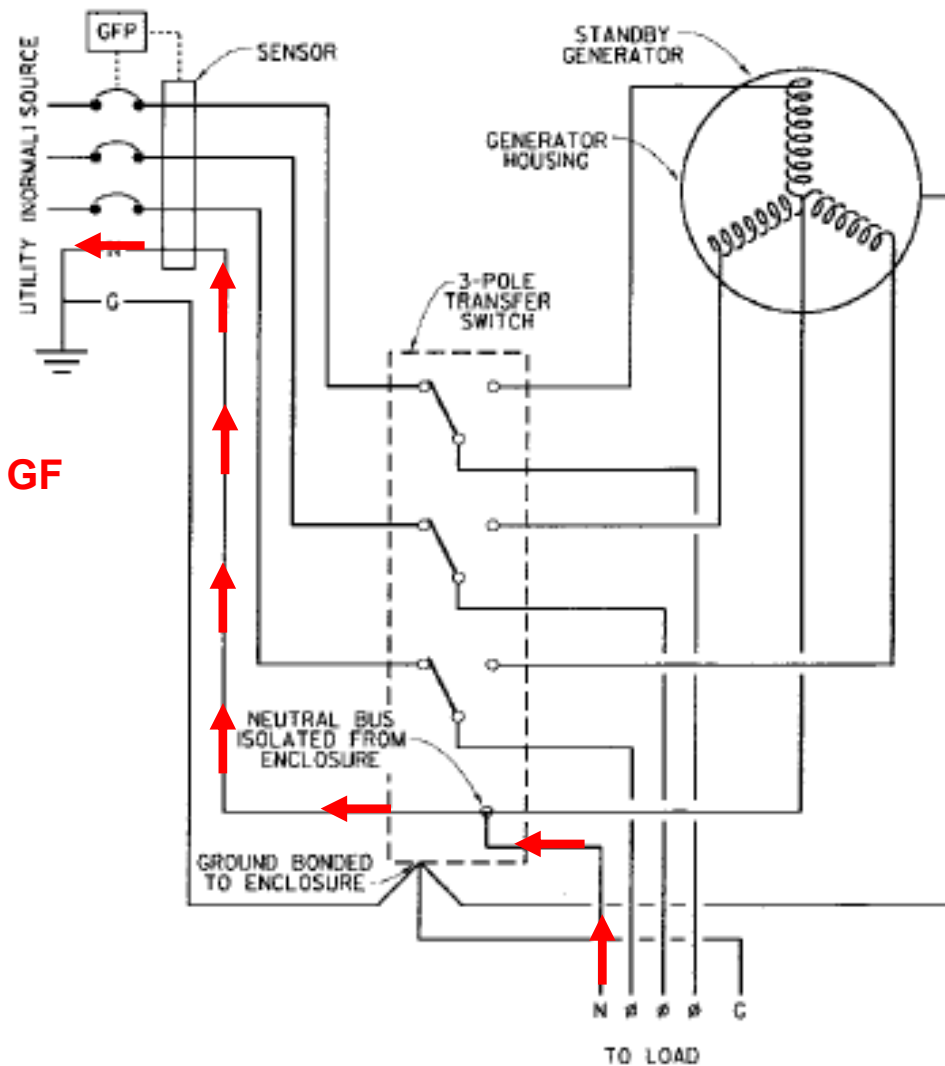 GFP
SENSOR
UTILITY (NORMAL) SOURCE
STANDBY
GENERATOR
GENERATOR
HOUSING
N
G
3-POLE
TRANSFER
SWITCH
GF
NEUTRAL BUS
ISOLATED FROM
ENCLOSURE
GROUND BONDED
TO ENCLOSURE
N ø ø ø G
TO LOAD